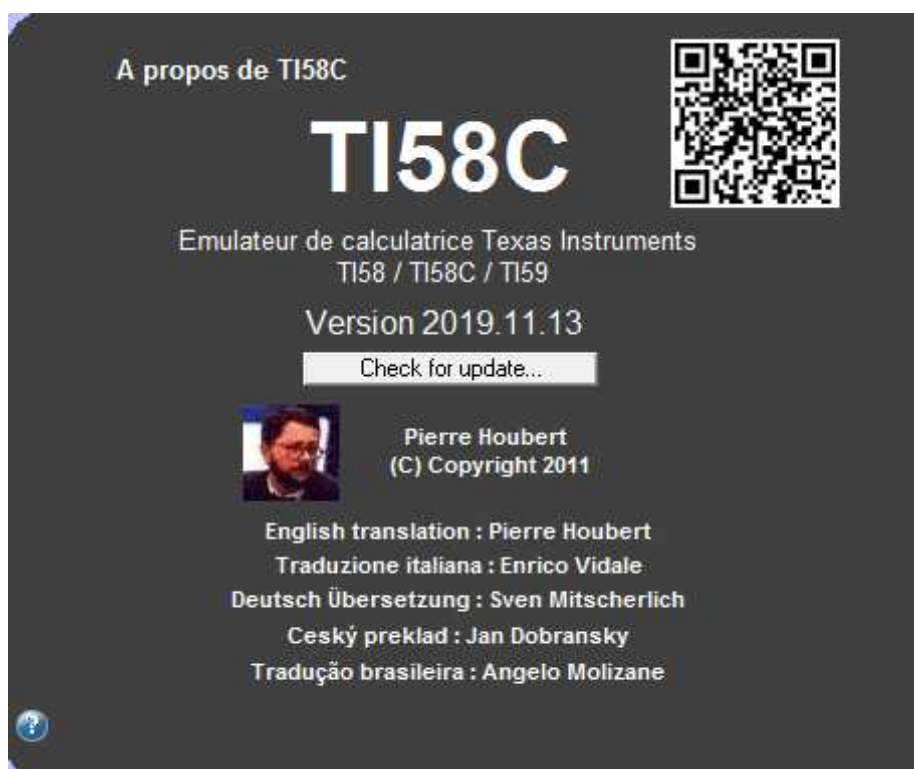 A propos de TI58C
TI58C
Emulateur de calculatrice Texas Instruments
TI58 / TI58C / TI59
Version 2019.11.13
Check for update...
Pierre Houbert
(C) Copyright 2011
English translation : Pierre Houbert
Traduzione italiana : Enrico Vidale
Deutsch Übersetzung : Sven Mitscherlich
Ceský preklad : Jan Dobransky
Tradução brasileira : Angelo Molizane
?